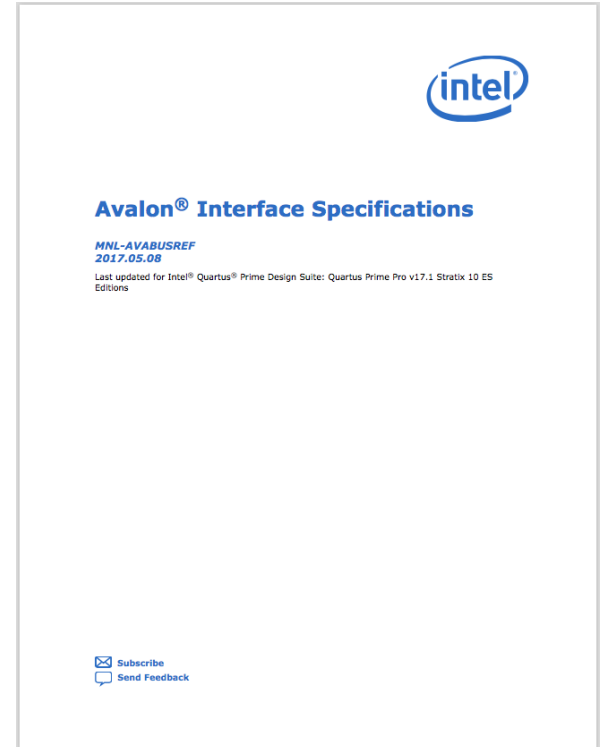 intel®
Avalon® Interface Specifications
MNL-AVABUSREF
2017.05.08
Last updated for Intel® Quartus® Prime Design Suite: Quartus Prime Pro v17.1 Stratix 10 ES
Editions
Subscribe
Send Feedback